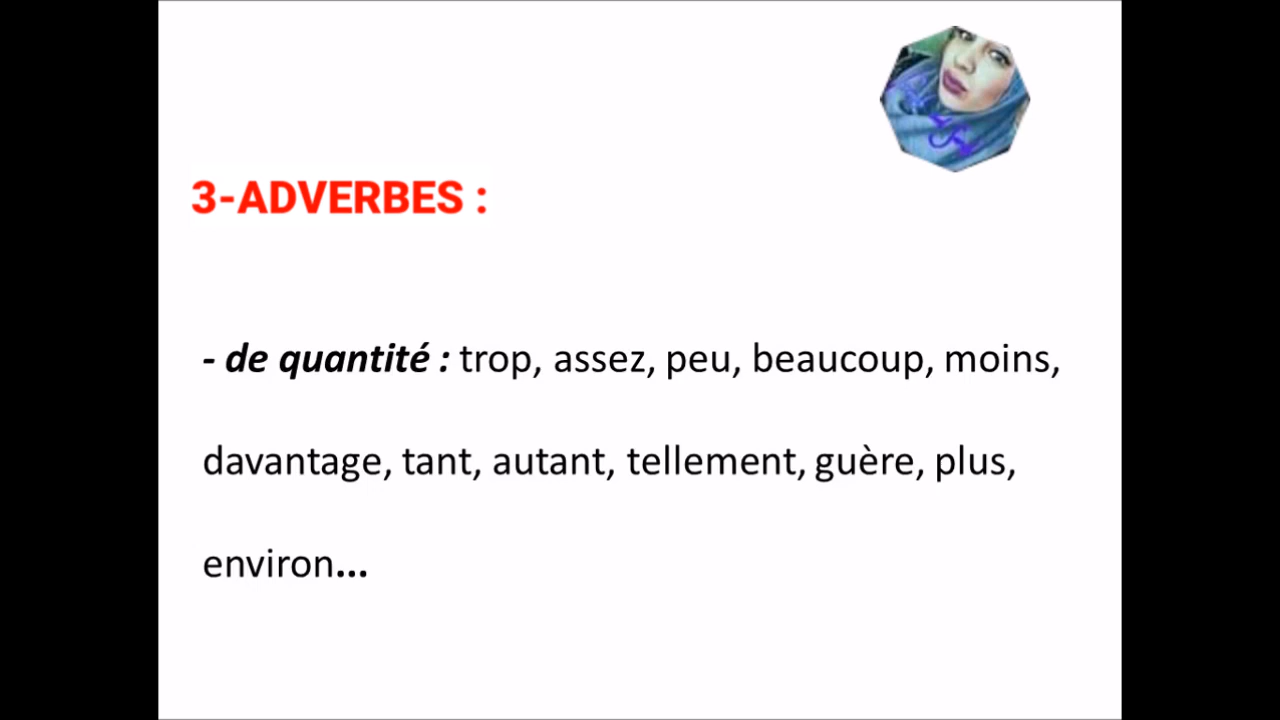 3-ADVERBES :
- de quantité : trop, assez, peu, beaucoup, moins,
davantage, tant, autant, tellement, guère, plus,
environ...